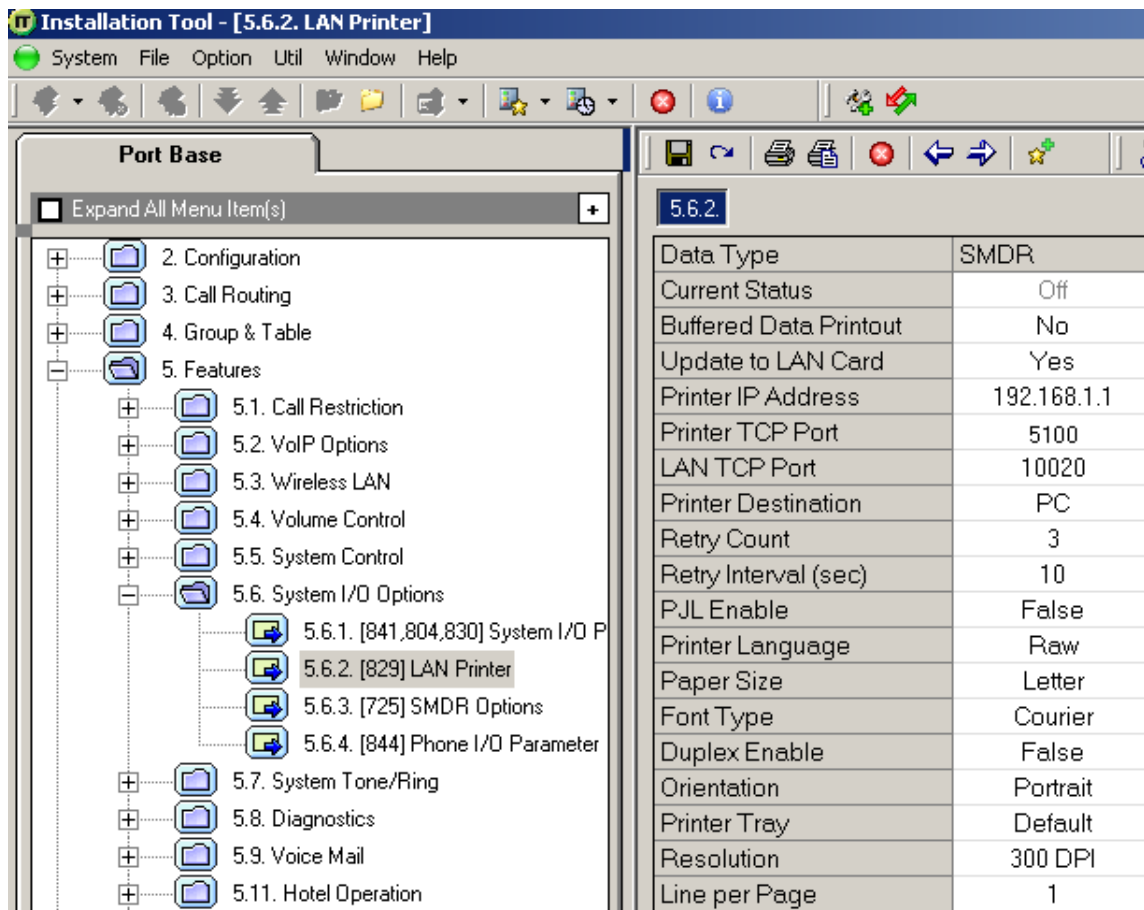 Installation Tool - [5.6.2. LAN Printer]
System File Option Util Window Help
Port Base
Expand All Menu Item(s)
2. Configuration
3. Call Routing
4. Group & Table
5. Features
5.1. Call Restriction
5.2. VoIP Options
5.3. Wireless LAN
5.4. Volume Control
5.5. System Control
5.6. System I/O Options
5.6.1. [841,804,830] System I/O P
5.6.2. [829] LAN Printer
5.6.3. [725] SMDR Options
5.6.4. [844] Phone I/O Parameter
5.7. System Tone/Ring
5.8. Diagnostics
5.9. Voice Mail
5.11. Hotel Operation
5.6.2.
Data Type SMDR
Current Status Off
Buffered Data Printout No
Update to LAN Card Yes
Printer IP Address 192.168.1.1
Printer TCP Port 5100
LAN TCP Port 10020
Printer Destination PC
Retry Count 3
Retry Interval (sec) 10
PJL Enable False
Printer Language Raw
Paper Size Letter
Font Type Courier
Duplex Enable False
Orientation Portrait
Printer Tray Default
Resolution 300 DPI
Line per Page 1